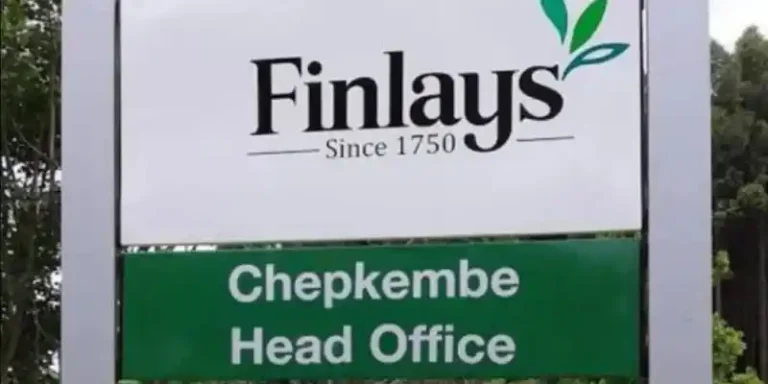 Finlays
Since 1750
Chepkembe
Head Office